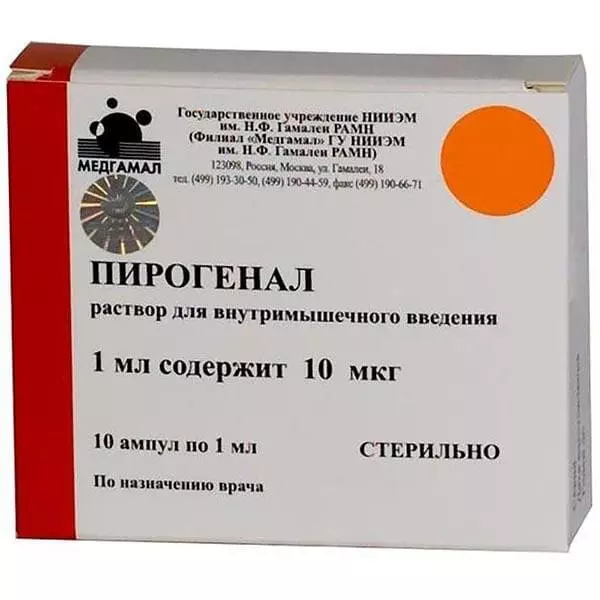 МЕДГАМАЛ
Государственное учреждение НИИЭМ
им. Н.Ф. Гамалеи РАМН
(Филиал «Медгамал» ГУ НИИЭМ
им. Н.Ф. Гамалеи РАМН)
123098, Россия, Москва, ул. Гамалеи, 18
тел. (499) 193-30-50, (499) 190-44-59, факс (499) 190-66-71
ПИРОГЕНАЛ
раствор для внутримышечного введения
1 мл содержит 10 мкг
10 ампул по 1 мл
СТЕРИЛЬНО
По назначению врача